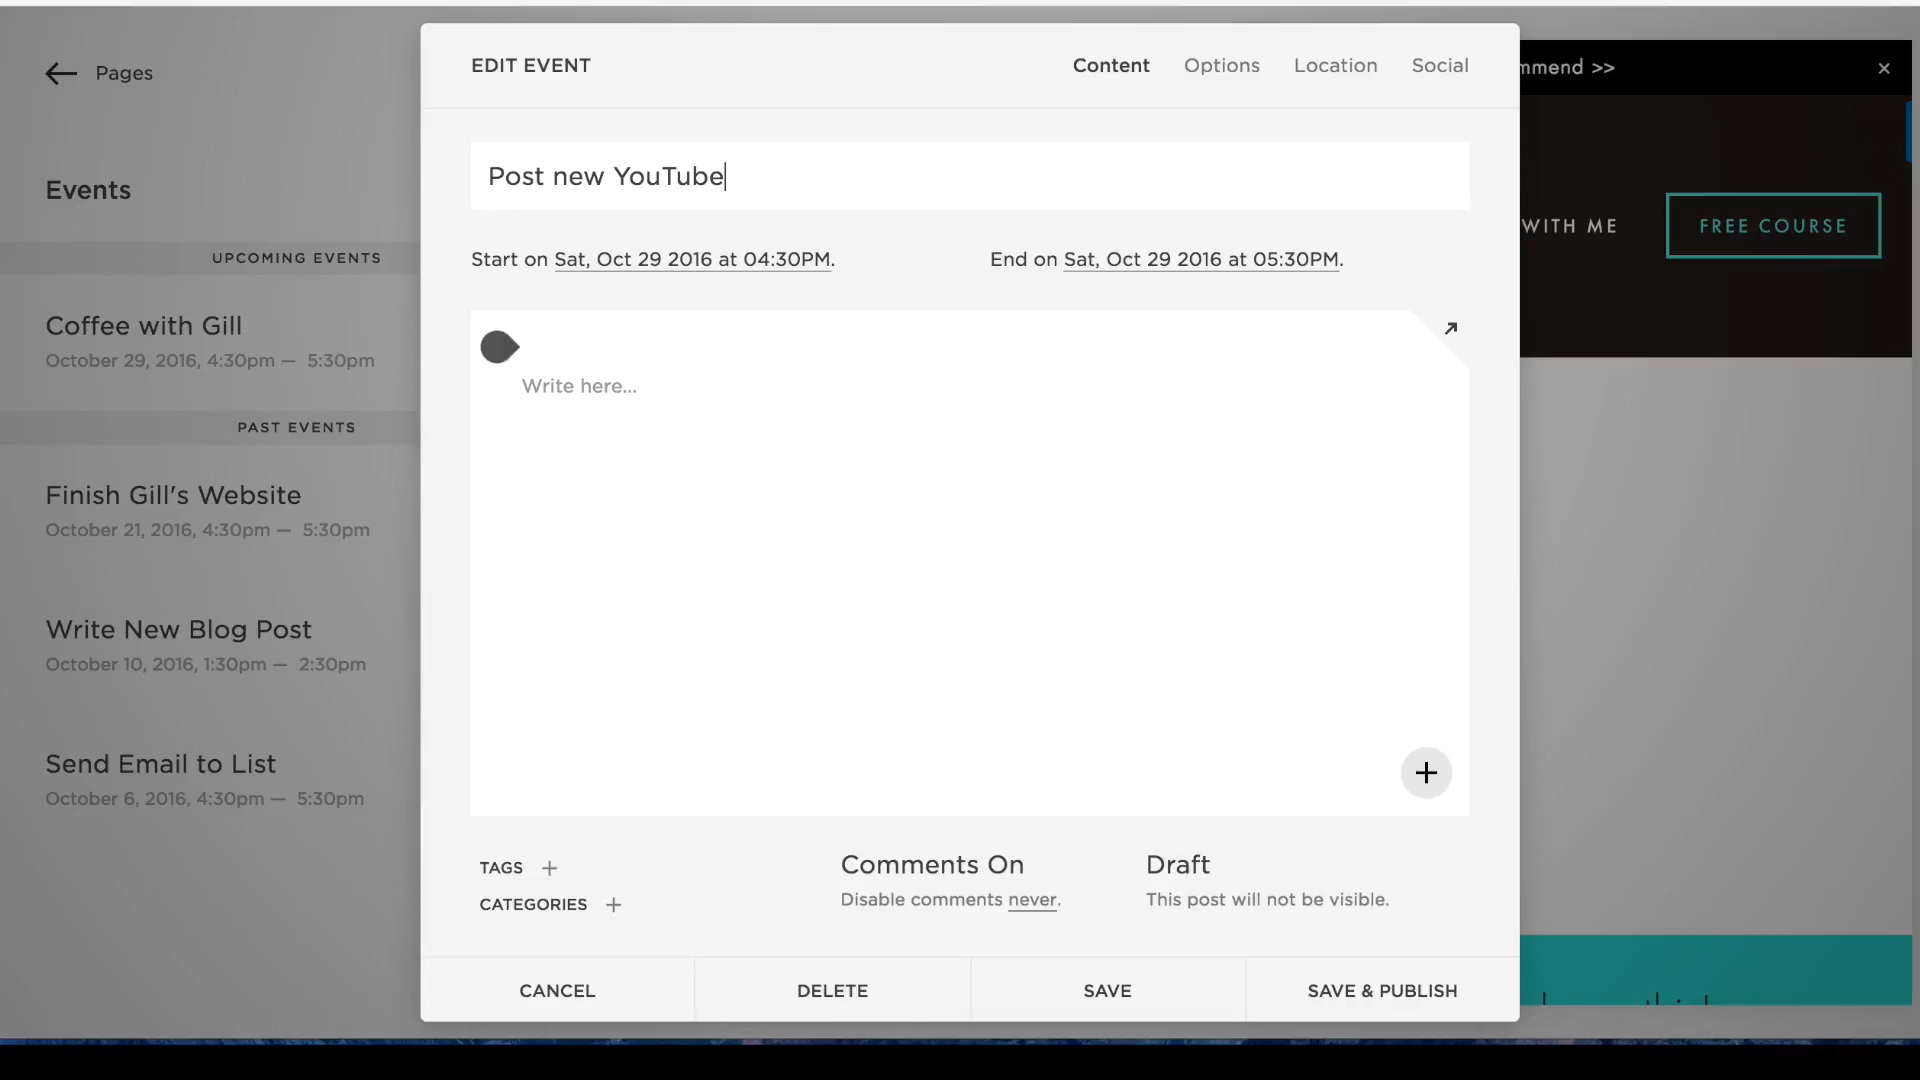 Pages
Events
UPCOMING EVENTS
Coffee with Gill
October 29, 2016, 4:30pm — 5:30pm
PAST EVENTS
Finish Gill's Website
October 21, 2016, 4:30pm — 5:30pm
Write New Blog Post
October 10, 2016, 1:30pm — 2:30pm
Send Email to List
October 6, 2016, 4:30pm — 5:30pm
EDIT EVENT
Content Options Location Social
Post new YouTube
Start on Sat, Oct 29 2016 at 04:30PM. End on Sat, Oct 29 2016 at 05:30PM.
Write here...
TAGS +
CATEGORIES +
Comments On
Disable comments never.
Draft
This post will not be visible.
CANCEL DELETE SAVE SAVE & PUBLISH
mmend >>
WITH ME FREE COURSE